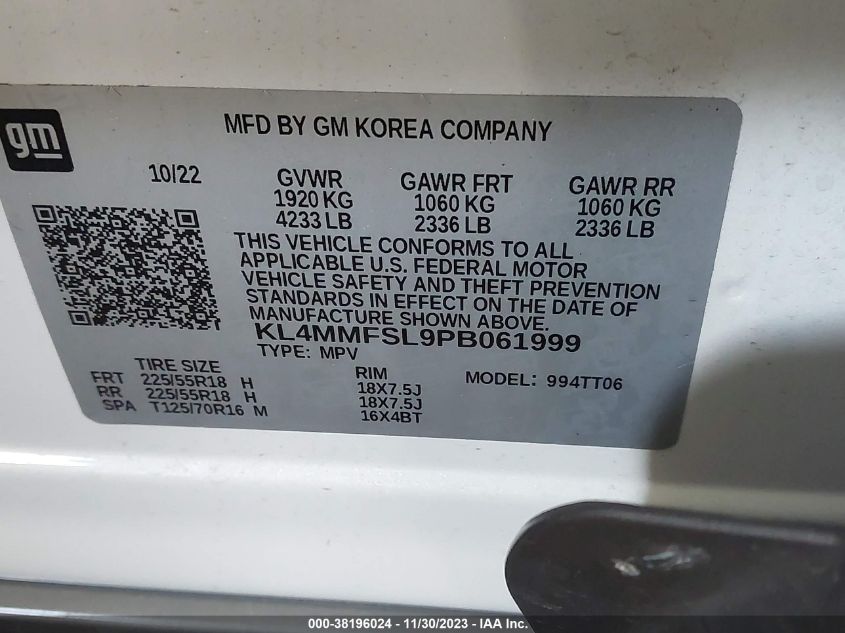 gm
MFD BY GM KOREA COMPANY
10/22
GVWR
1920 KG
4233 LB
GAWR FRT
1060 KG
2336 LB
GAWR RR
1060 KG
2336 LB
THIS VEHICLE CONFORMS TO ALL
APPLICABLE U.S. FEDERAL MOTOR
VEHICLE SAFETY AND THEFT PREVENTION
STANDARDS IN EFFECT ON THE DATE OF
MANUFACTURE SHOWN ABOVE.
KL4MMFSL9PB061999
TYPE: MPV
TIRE SIZE
FRT 225/55R18 H
RR 225/55R18 H
SPA T125/70R16 M
RIM
18X7.5J
18X7.5J
16X4BT
MODEL: 994TT06
000-38196024 - 11/30/2023 - © IAA Inc.